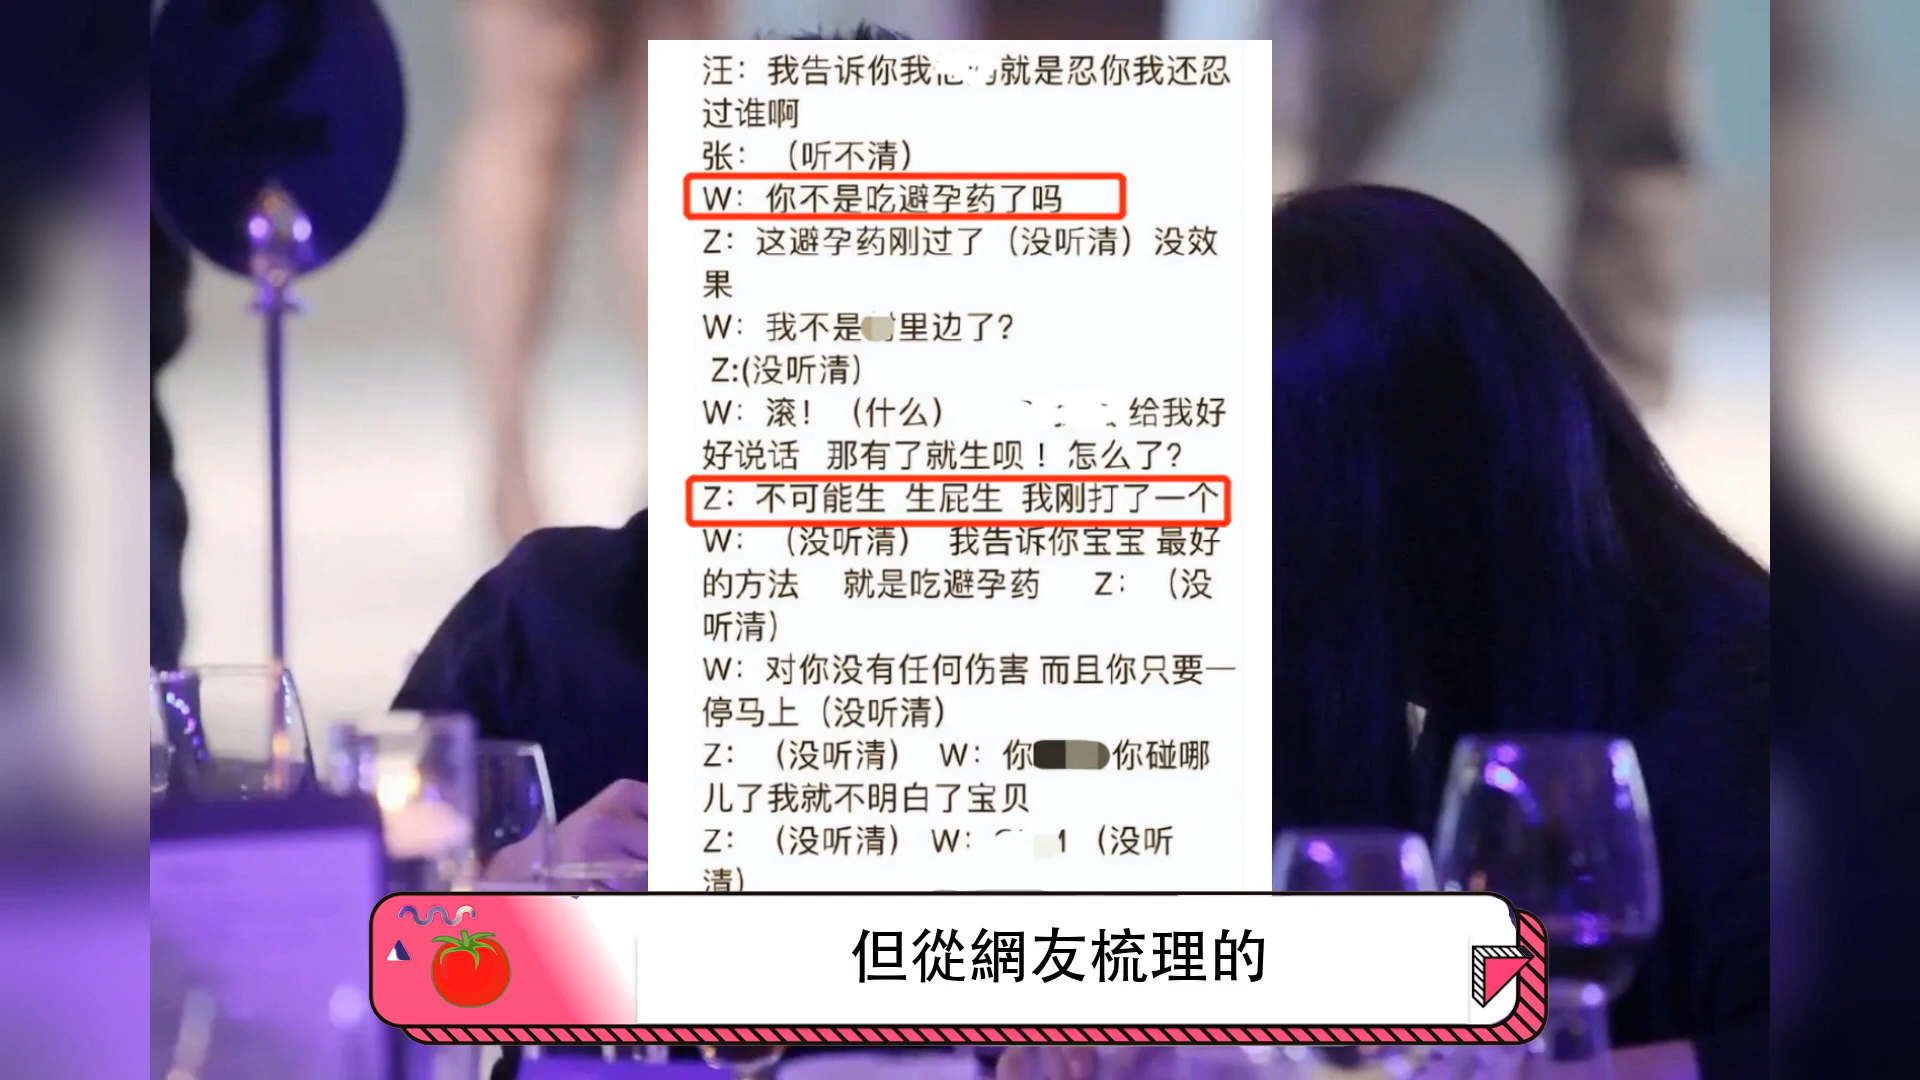 2
汪：我告诉你我就是忍你我还忍
过谁啊
张：（听不清）
W：你不是吃避孕药了吗
Z：这避孕药刚过了（没听清）没效
果
W：我不是里边了?
Z:(没听清）
W：滚！（什么） 给我好
好说话 那有了就生呗！怎么了?
Z：不可能生 生屁生 我刚打了一个
W：（没听清） 我告诉你宝宝 最好
的方法 就是吃避孕药 Z：（没
听清）
W：对你没有任何伤害 而且你只要一
停马上（没听清）
Z：（没听清） W：你你碰哪
儿了我就不明白了宝贝
Z：（没听清） W：（没听
清）
但從網友梳理的